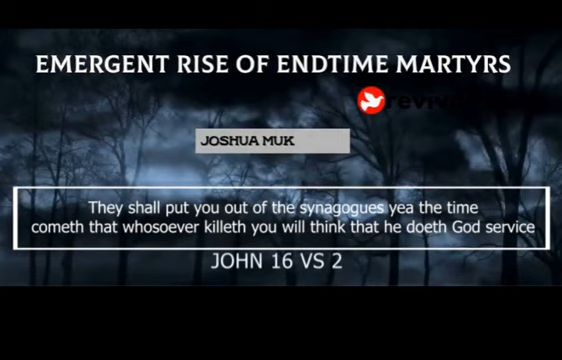 EMERGENT RISE OF ENDTIME MARTYRS
JOSHUA MUK
They shall put you out of the synagogues yea the time
cometh that whosoever killeth you will think that he doeth God service
JOHN 16 VS 2